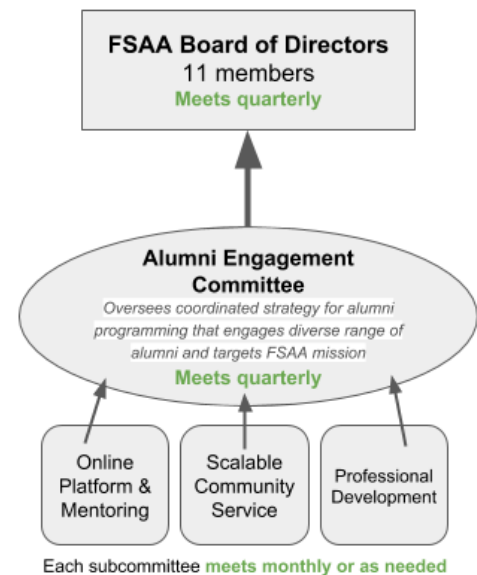 FSAA Board of Directors
11 members
Meets quarterly
Alumni Engagement
Committee
Oversees coordinated strategy for alumni
programming that engages diverse range of
alumni and targets FSAA mission
Meets quarterly
Online
Platform &
Mentoring
Scalable
Community
Service
Professional
Development
Each subcommittee meets monthly or as needed